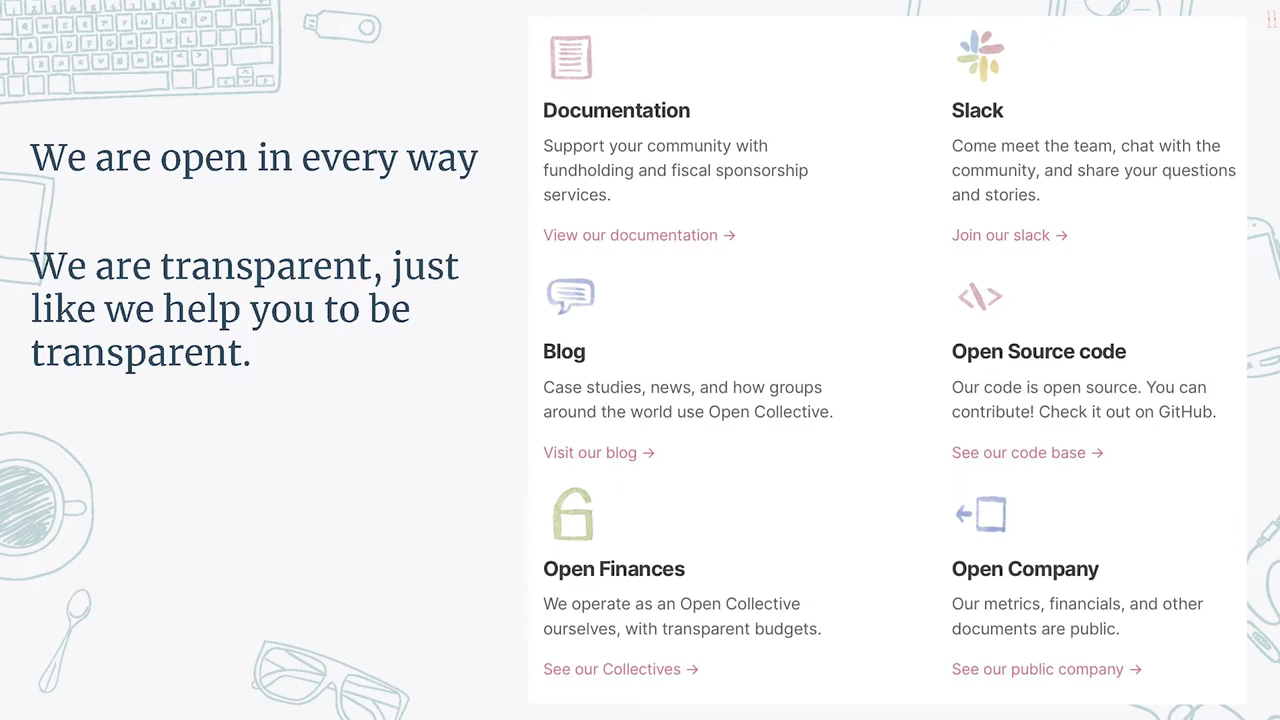 We are open in every way
We are transparent, just
like we help you to be
transparent.
Documentation
Support your community with
fundholding and fiscal sponsorship
services.
View our documentation →
Slack
Come meet the team, chat with the
community, and share your questions
and stories.
Join our slack →
Blog
Case studies, news, and how groups
around the world use Open Collective.
Visit our blog →
Open Source code
Our code is open source. You can
contribute! Check it out on GitHub.
See our code base →
Open Finances
We operate as an Open Collective
ourselves, with transparent budgets.
See our Collectives →
Open Company
Our metrics, financials, and other
documents are public.
See our public company →